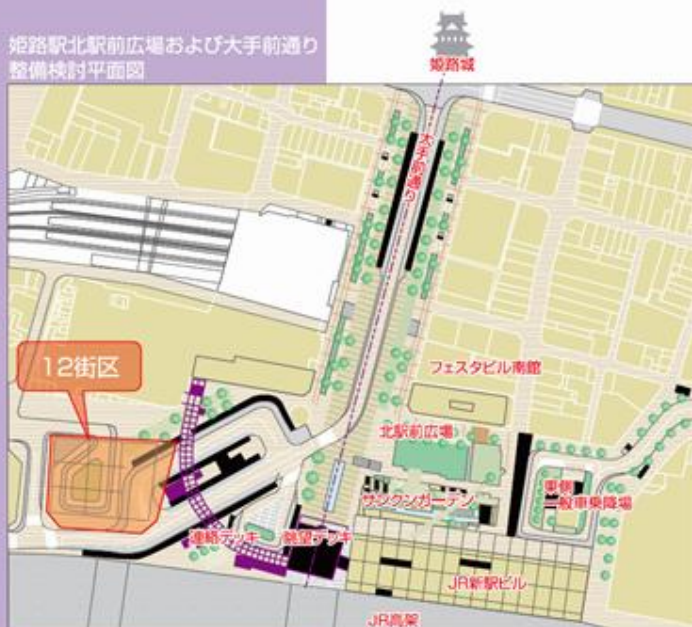 姫路駅北駅前広場および大手前通り
整備検討平面図
姫路城
大手前通り
12街区
フェスタビル南館
北駅前広場
サンクンガーデン
東側
一般車乗降場
連絡デッキ
眺望デッキ
JR新駅ビル
JR高架